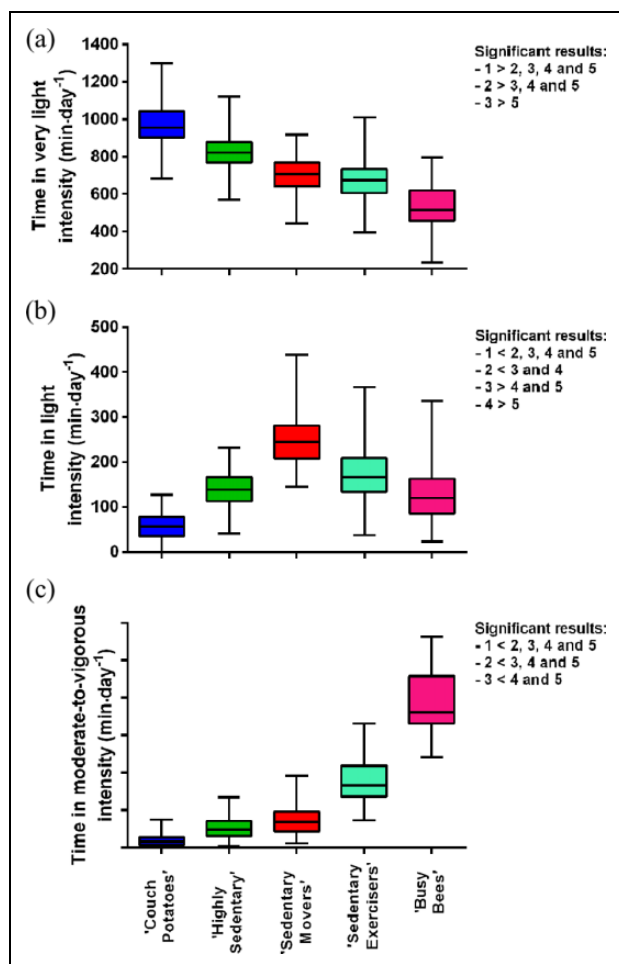 (a)
Time in very light
intensity (min·day-1)
1400
1200
1000
800
600
400
200
Significant results:
- 1 > 2, 3, 4 and 5
- 2 > 3, 4 and 5
- 3 > 5
(b)
Time in light
intensity (min·day-1)
500
400
300
200
100
0
Significant results:
- 1 < 2, 3, 4 and 5
- 2 < 3 and 4
- 3 > 4 and 5
- 4 > 5
(c)
Time in moderate-to-vigorous
intensity (min·day-1)
Significant results:
- 1 < 2, 3, 4 and 5
- 2 < 3, 4 and 5
- 3 < 4 and 5
'Couch
Potatoes'
'Highly
Sedentary'
'Sedentary
Movers'
'Sedentary
Exercisers'
'Busy
Bees'